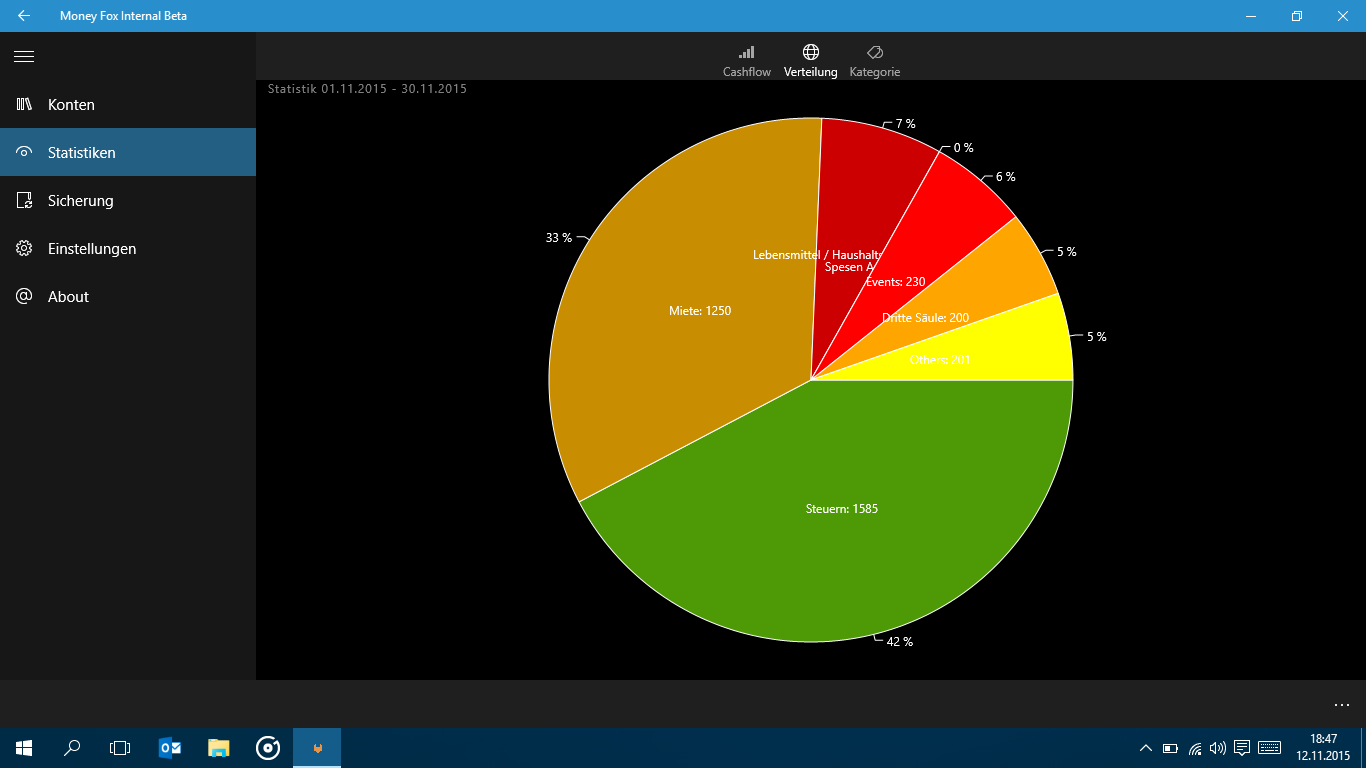 Money Fox Internal Beta
Cashflow
Verteilung
Kategorie
Konten
Statistiken
Sicherung
Einstellungen
About
Statistik 01.11.2015 - 30.11.2015
7 %
0 %
6 %
5 %
5 %
33 %
42 %
Lebensmittel / Haushalts
Spesen A
Events: 230
Miete: 1250
Dritte Säule: 200
Others: 201
Steuern: 1585
18:47
12.11.2015